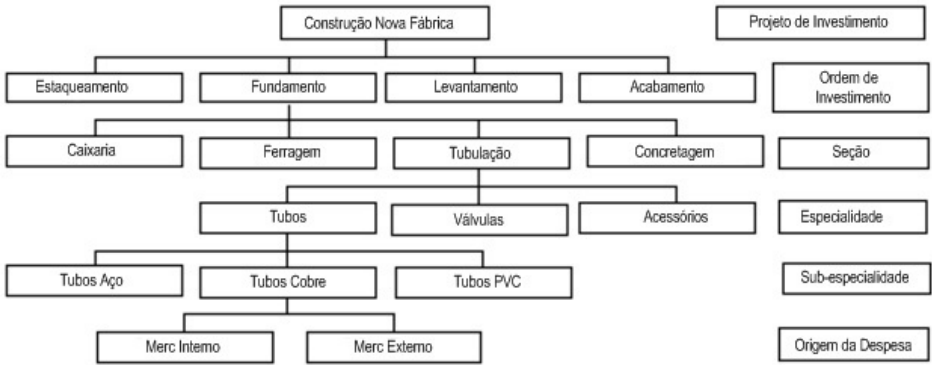 Construção Nova Fábrica
Projeto de Investimento
Estaqueamento
Fundamento
Levantamento
Acabamento
Ordem de
Investimento
Caixaria
Ferragem
Tubulação
Concretagem
Seção
Tubos
Válvulas
Acessórios
Especialidade
Tubos Aço
Tubos Cobre
Tubos PVC
Sub-especialidade
Merc Interno
Merc Externo
Origem da Despesa